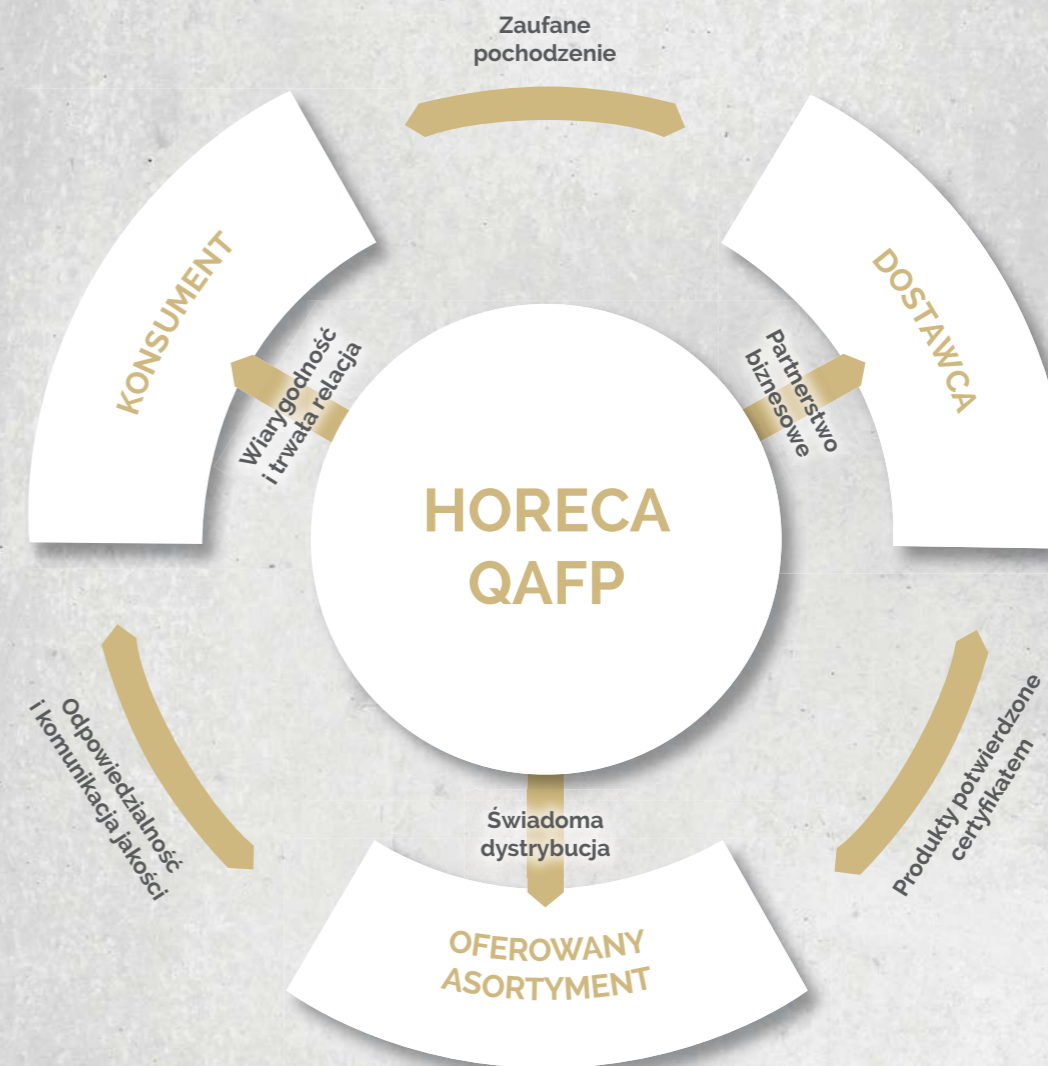 Zaufane
pochodzenie
KONSUMENT
DOSTAWCA
Wiarygodność
i trwała relacja
Partnerstwo
biznesowe
HORECA
QAFP
Odpowiedzialność
i komunikacja jakości
Produkty potwierdzone
certyfikatem
Świadoma
dystrybucja
OFEROWANY
ASORTYMENT